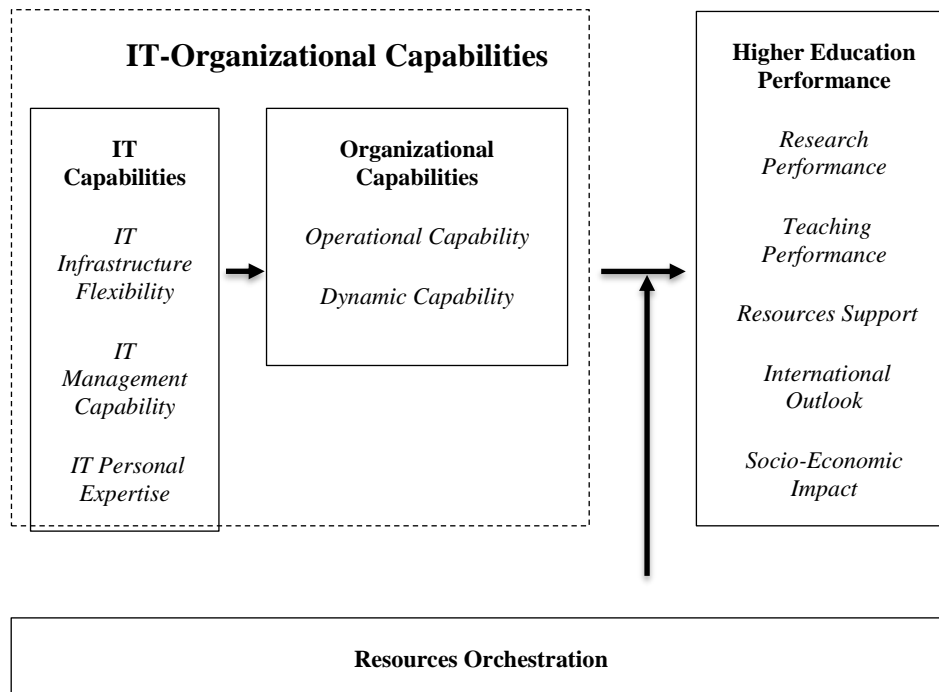 IT-Organizational Capabilities
IT
Capabilities
IT
Infrastructure
Flexibility
IT
Management
Capability
IT Personal
Expertise
Organizational
Capabilities
Operational Capability
Dynamic Capability
Higher Education
Performance
Research
Performance
Teaching
Performance
Resources Support
International
Outlook
Socio-Economic
Impact
Resources Orchestration